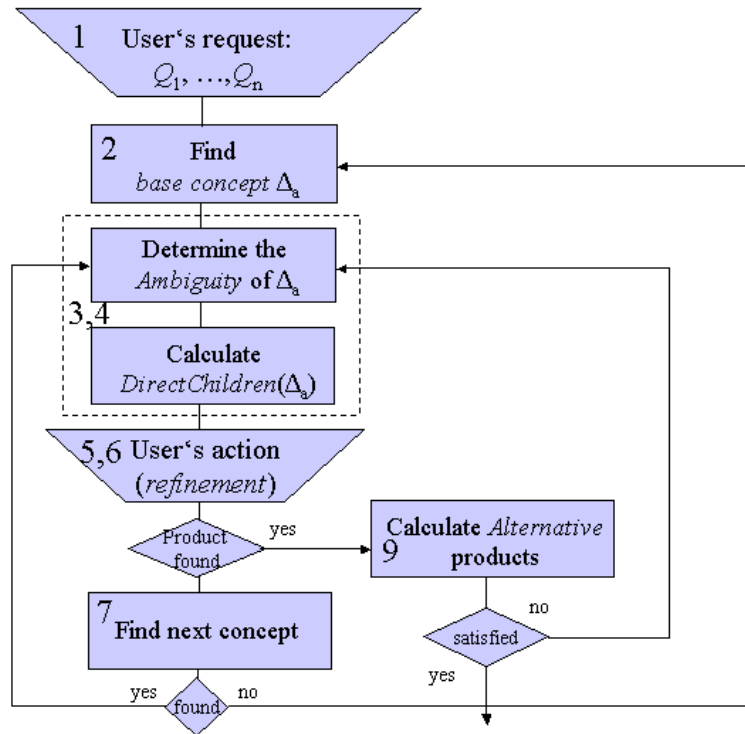 1 User‘s request:
Q₁, …,Qₙ
2 Find
base concept Δₐ
Determine the
Ambiguity of Δₐ
3,4
Calculate
DirectChildren(Δₐ)
5,6 User‘s action
(refinement)
Product
found
yes
Calculate Alternative
9 products
7
Find next concept
no
satisfied
yes
yes
no
found